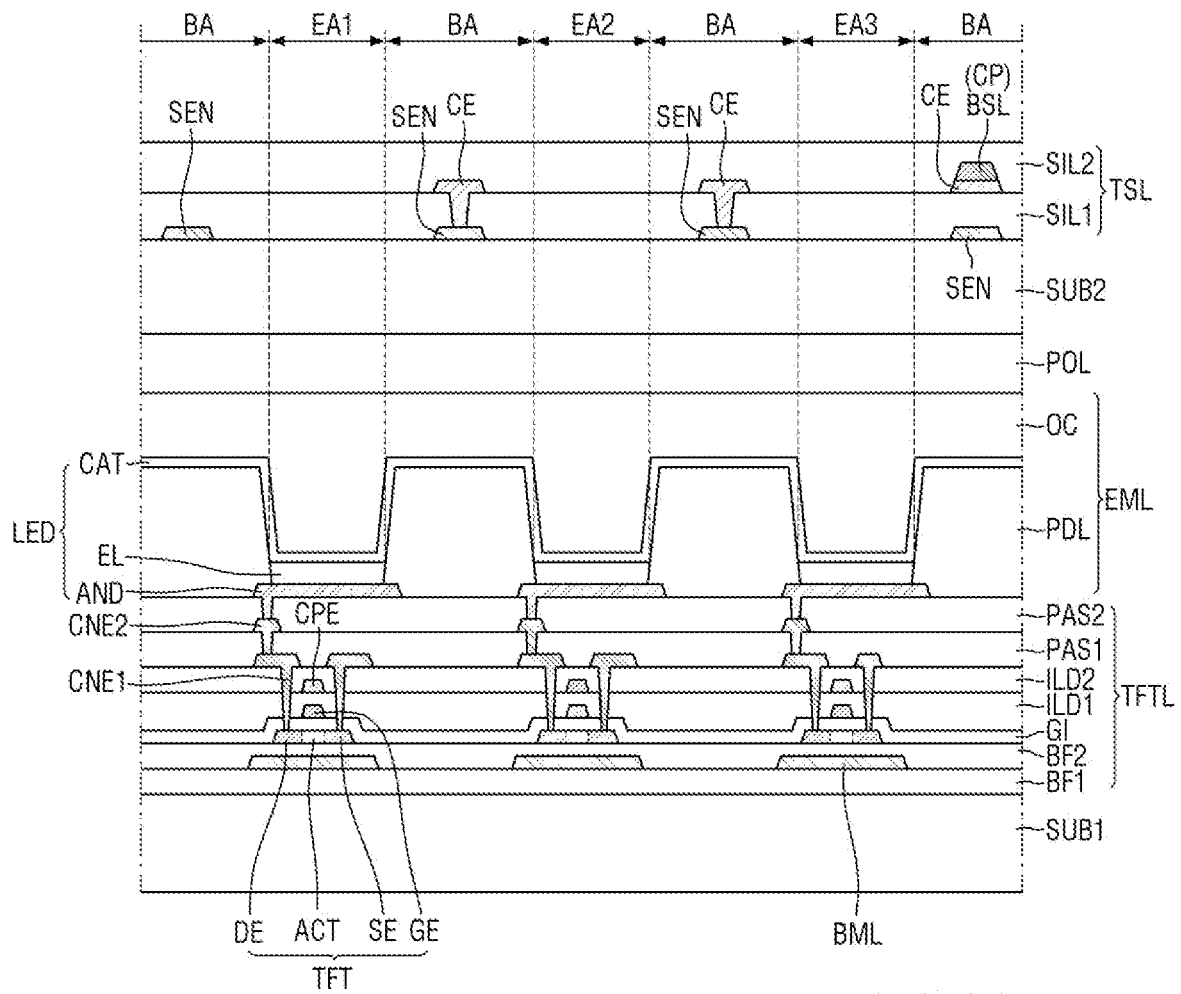 BA EA1 BA EA2 BA EA3 BA
SEN
SEN
CE
SEN
CE
CE
(CP)
BSL
SIL2
TSL
SIL1
SEN
SUB2
POL
OC
CAT
LED
EML
PDL
EL
AND
CNE2
CPE
PAS2
PAS1
CNE1
ILD2
TFTL
ILD1
GI
BF2
BF1
SUB1
DE ACT SE GE
TFT
BML